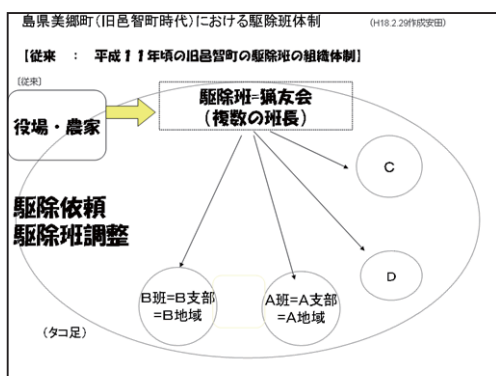 島県美郷町(旧邑智町時代)における駆除班体制
(H18.2.29作成安田)
【従来 : 平成11年頃の旧邑智町の駆除班の組織体制】
[従来]
役場・農家
駆除班=猟友会
(複数の班長)
C
駆除依頼
駆除班調整
D
B班=B支部
=B地域
A班=A支部
=A地域
(タコ足)